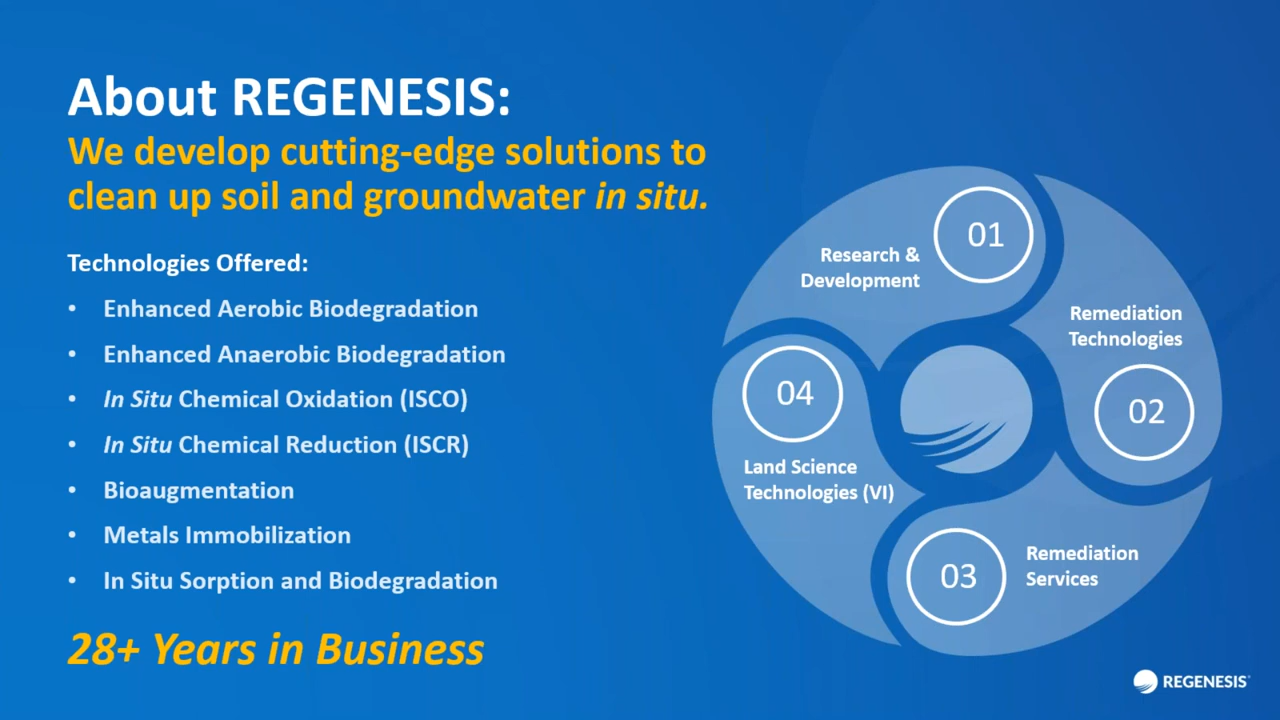 About REGENESIS:
We develop cutting-edge solutions to
clean up soil and groundwater in situ.
Technologies Offered:
• Enhanced Aerobic Biodegradation
• Enhanced Anaerobic Biodegradation
• In Situ Chemical Oxidation (ISCO)
• In Situ Chemical Reduction (ISCR)
• Bioaugmentation
• Metals Immobilization
• In Situ Sorption and Biodegradation
28+ Years in Business
01
Research &
Development
Remediation
Technologies
02
03
Remediation
Services
04
Land Science
Technologies (VI)
REGENESIS